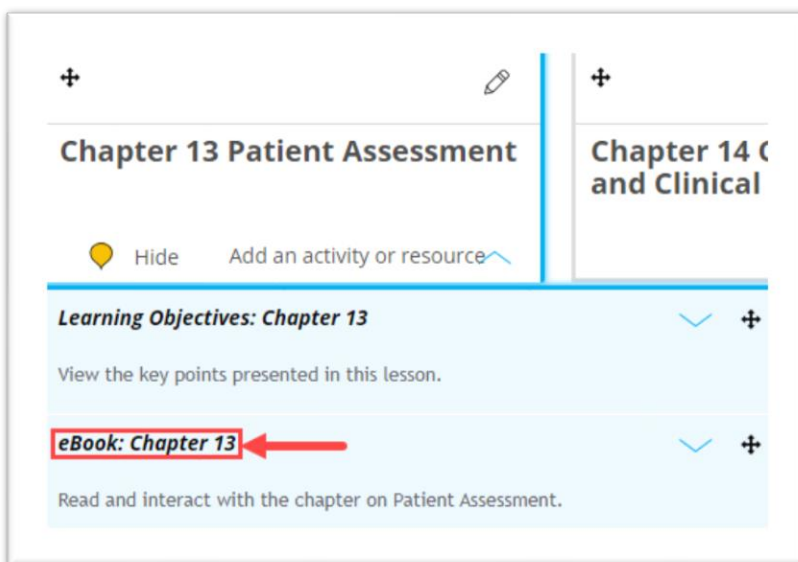 Chapter 13 Patient Assessment
Hide Add an activity or resource
Chapter 14
and Clinical
Learning Objectives: Chapter 13
View the key points presented in this lesson.
eBook: Chapter 13
Read and interact with the chapter on Patient Assessment.